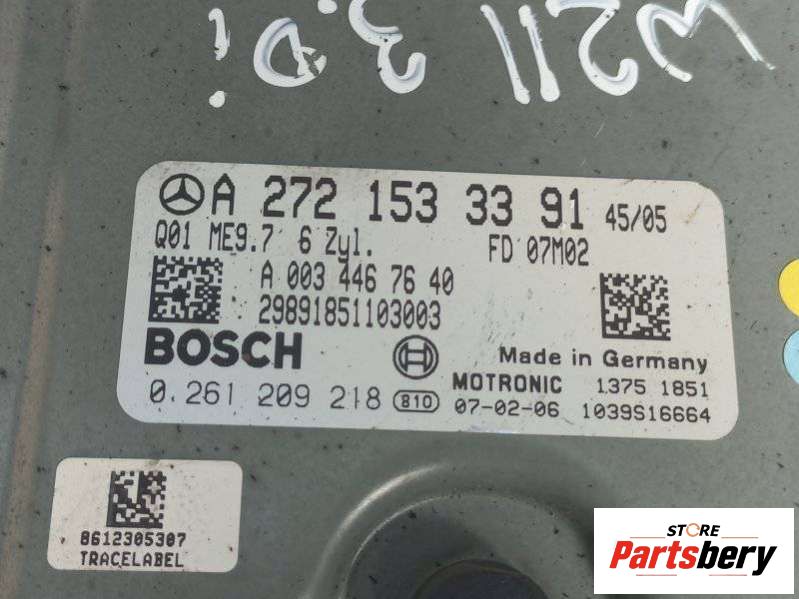 W211
3.0i
A 272 153 33 91 45/05
Q01 ME9.7 6 Zyl. FD 07M02
A 003 446 76 40
29891851103003
BOSCH
Made in Germany
MOTRONIC 1375 1851
0 261 209 218 810 07-02-06 1039S16664
8612305307
TRACELABEL
STORE
Partsbery